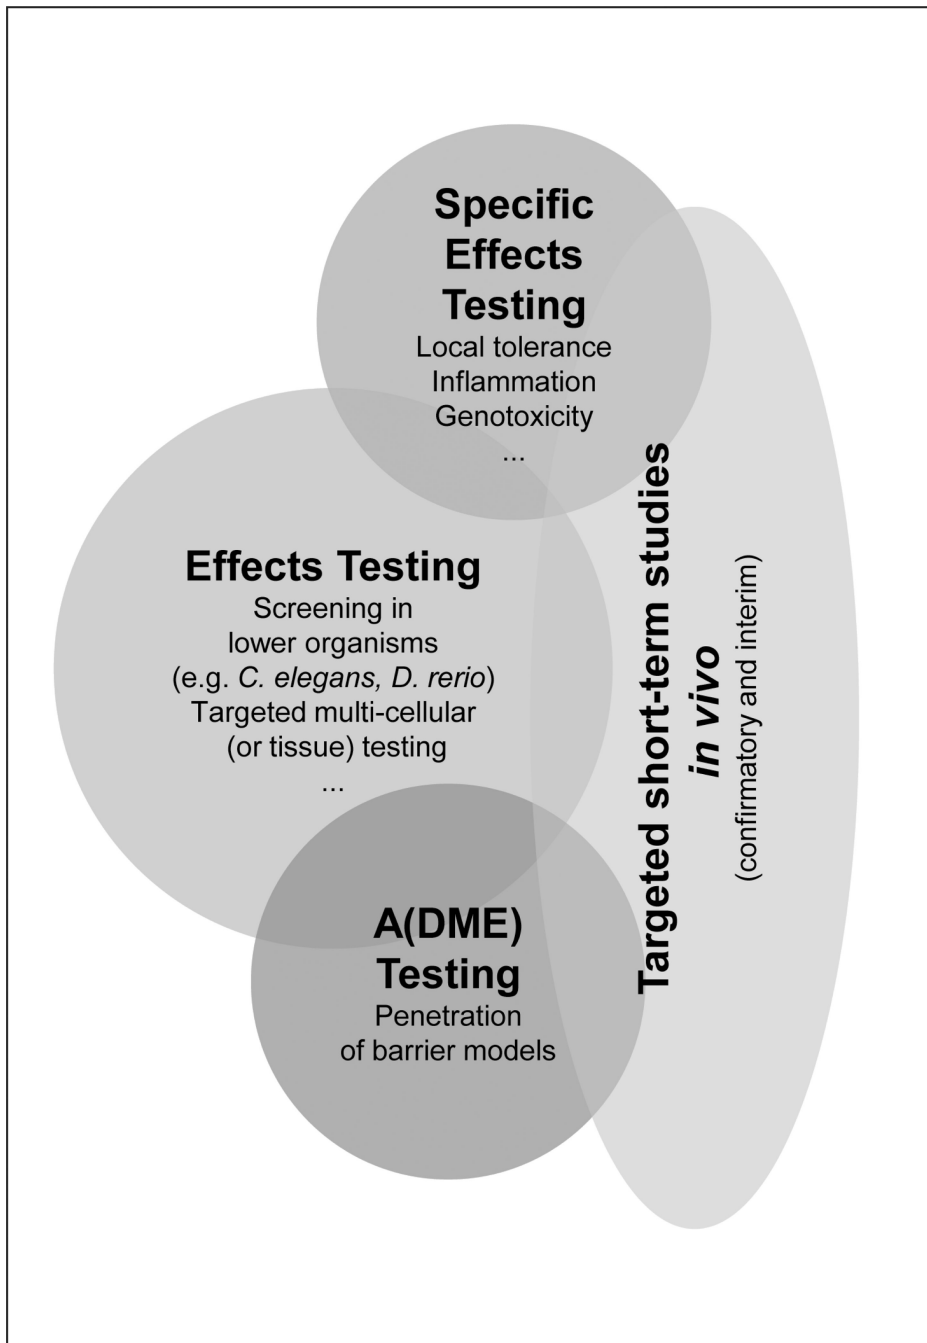 Specific
Effects
Testing
Local tolerance
Inflammation
Genotoxicity
...
Effects Testing
Screening in
lower organisms
(e.g. C. elegans, D. rerio)
Targeted multi-cellular
(or tissue) testing
...
A(DME)
Testing
Penetration
of barrier models
Targeted short-term studies
in vivo
(confirmatory and interim)